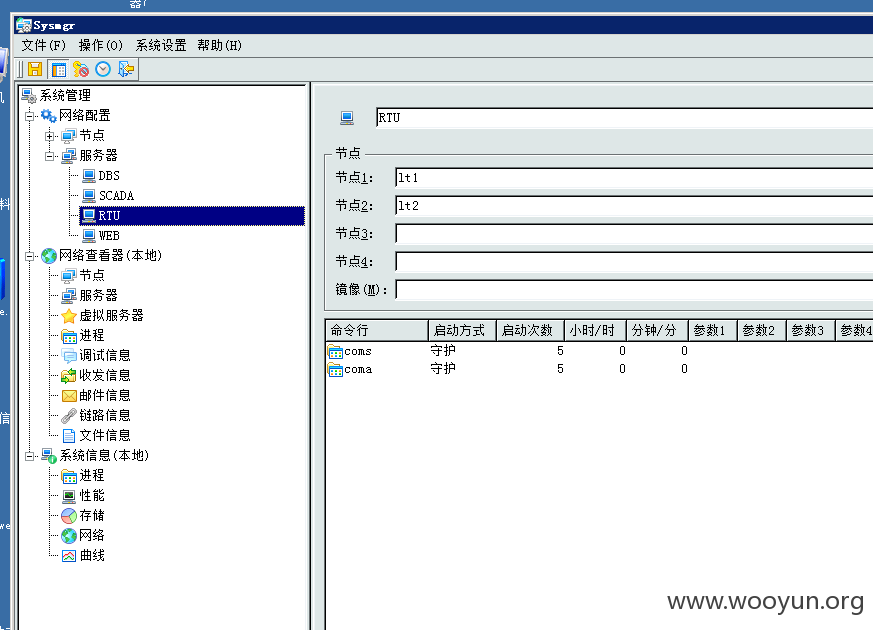 器(
Sysmgr
文件(F) 操作(O) 系统设置 帮助(H)
系统管理
网络配置
节点
服务器
DBS
SCADA
RTU
WEB
网络查看器(本地)
节点
服务器
虚拟服务器
进程
调试信息
收发信息
邮件信息
链路信息
文件信息
系统信息(本地)
进程
性能
存储
网络
曲线
RTU
节点
节点1: lt1
节点2: lt2
节点3:
节点4:
镜像(M):
命令行 启动方式 启动次数 小时/时 分钟/分 参数1 参数2 参数3 参数4
coms 守护 5 0 0
coma 守护 5 0 0
机
料
e.
信
we
www.wooyun.org